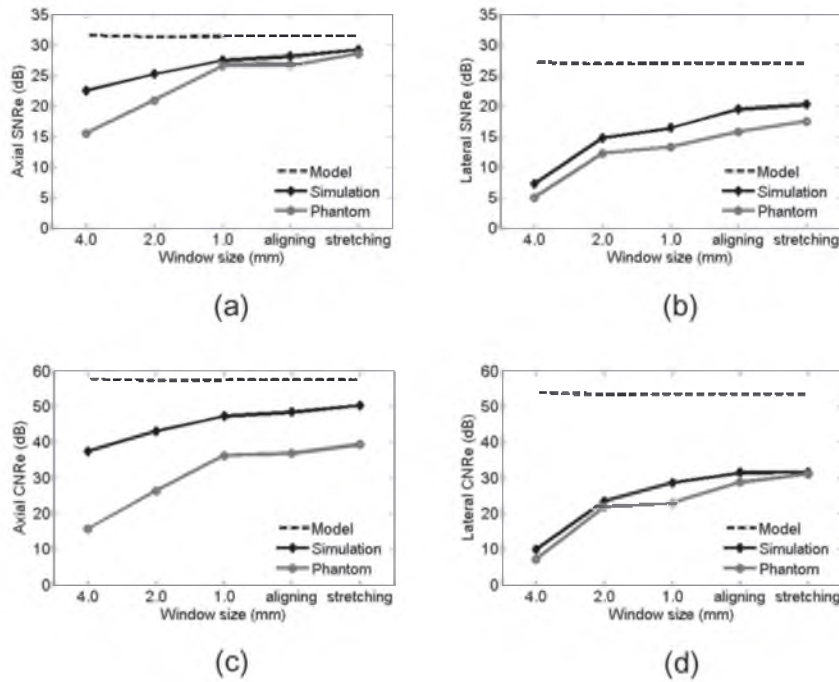 35
30
25
20
15
10
5
0
Axial SNRe (dB)
Model
Simulation
Phantom
4.0 2.0 1.0 aligning stretching
Window size (mm)
(a)
35
30
25
20
15
10
5
0
Lateral SNRe (dB)
Model
Simulation
Phantom
4.0 2.0 1.0 aligning stretching
Window size (mm)
(b)
60
50
40
30
20
10
0
Axial CNRe (dB)
Model
Simulation
Phantom
4.0 2.0 1.0 aligning stretching
Window size (mm)
(c)
60
50
40
30
20
10
0
Lateral CNRe (dB)
Model
Simulation
Phantom
4.0 2.0 1.0 aligning stretching
Window size (mm)
(d)